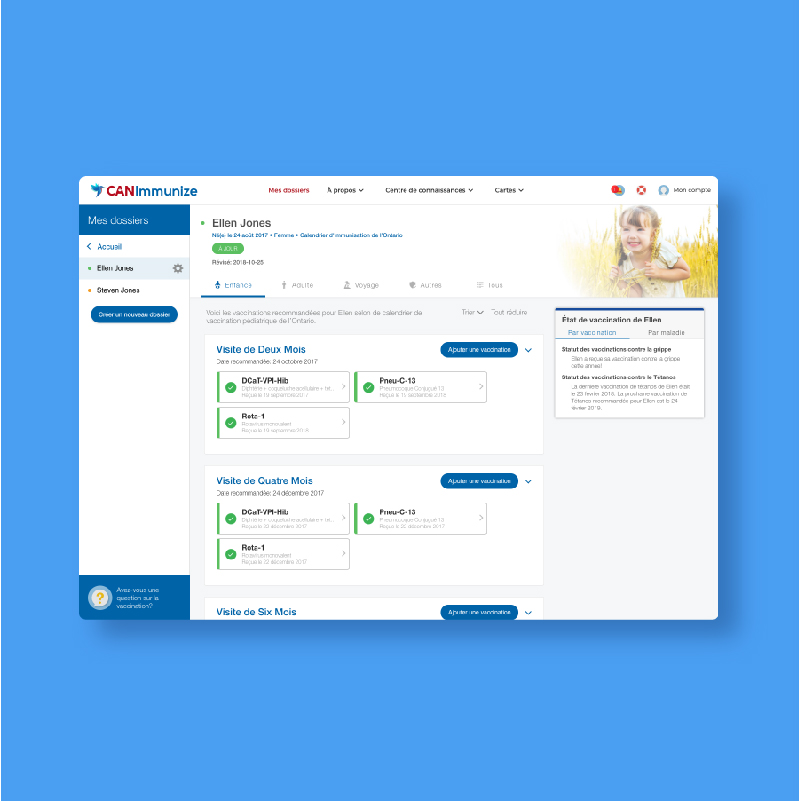 CANImmunize
Mes dossiers
À propos
Centre de connaissances
Cartes
Mon compte
Mes dossiers
Accueil
Ellen Jones
Steven Jones
Créer un nouveau dossier
Avez-vous une
question sur la
vaccination?
Ellen Jones
Né(e) le 24 août 2017 • Femme • Calendrier d'immunisation de l'Ontario
À JOUR
Révisé: 2018-10-25
Enfance
Adulte
Voyage
Autres
Tous
Voici les vaccinations recommandées pour Ellen selon de calendrier de
vaccination pédiatrique de l'Ontario.
Trier
Tout réduire
Visite de Deux Mois
Ajouter une vaccination
Date recommandée: 24 octobre 2017
DCaT-VPI-Hib
Diphtérie + coqueluche acellulaire + tét...
Reçu le 19 septembre 2017
Pneu-C-13
Pneumocoque Conjugué 13
Reçu le 19 septembre
Rota-1
Rotavirus monovalent
Reçu le 19 septembre
Visite de Quatre Mois
Ajouter une vaccination
Date recommandée: 24 décembre 2017
DCaT-VPI-Hib
Diphtérie + coqueluche acellulaire + tét...
Reçu le 22 décembre 2017
Pneu-C-13
Pneumocoque Conjugué 13
Reçu le 22 décembre 2017
Rota-1
Rotavirus monovalent
Reçu le 22 décembre 2017
Visite de Six Mois
Ajouter une vaccination
État de vaccination de Ellen
Par vaccination
Par maladie
Statut des vaccinations contre la grippe
Ellen a reçu sa vaccination contre la grippe
cette année!
Statut des vaccinations contre le Tétanos
La dernière vaccination de tétanos de Ellen était
le 23 février 2018. La prochaine vaccination de
Tétanos recommandée pour Ellen est le 24
février 2019.